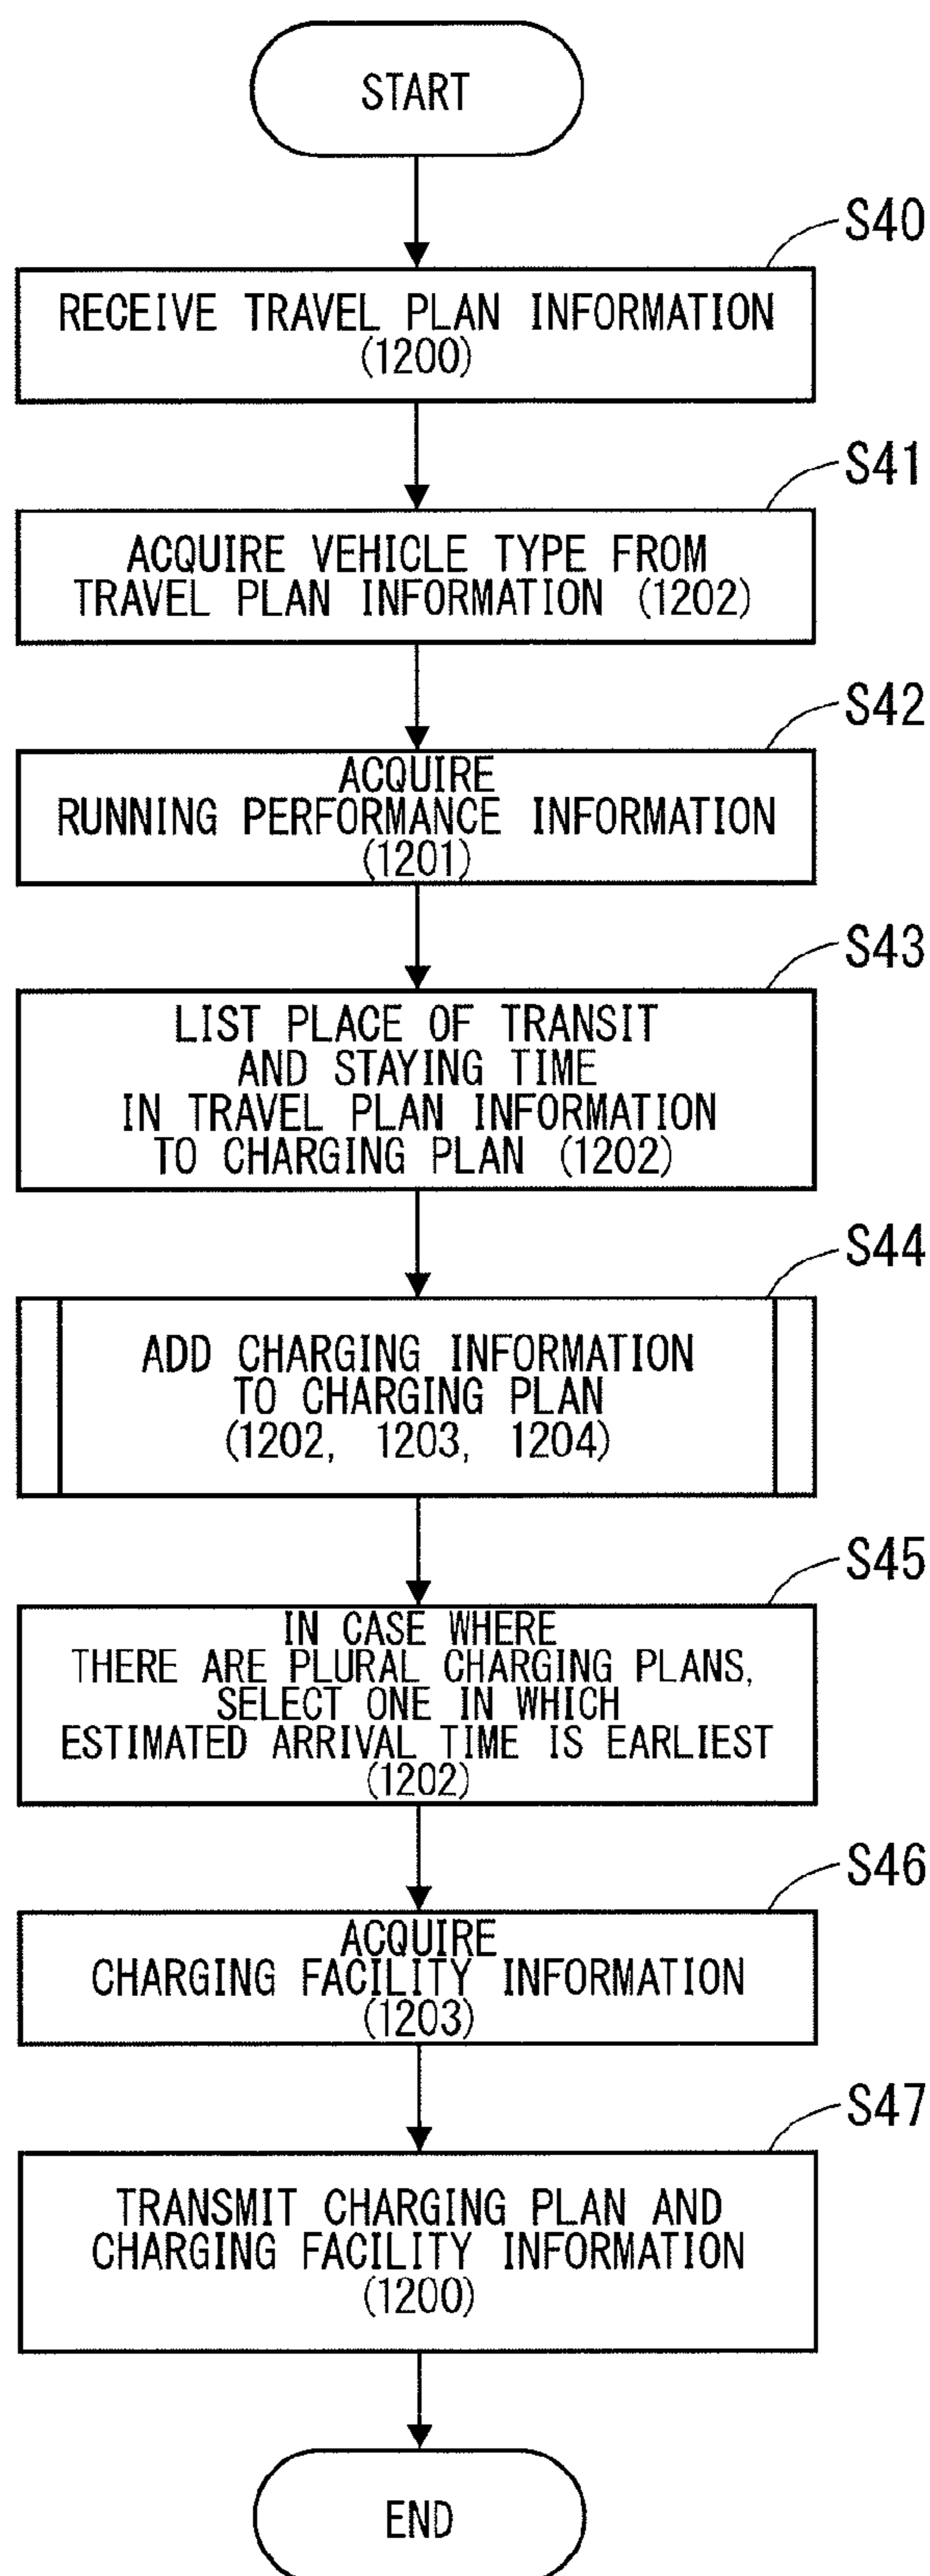 START
S40
RECEIVE TRAVEL PLAN INFORMATION
(1200)
S41
ACQUIRE VEHICLE TYPE FROM
TRAVEL PLAN INFORMATION (1202)
S42
ACQUIRE
RUNNING PERFORMANCE INFORMATION
(1201)
S43
LIST PLACE OF TRANSIT
AND STAYING TIME
IN TRAVEL PLAN INFORMATION
TO CHARGING PLAN (1202)
S44
ADD CHARGING INFORMATION
TO CHARGING PLAN
(1202, 1203, 1204)
S45
IN CASE WHERE
THERE ARE PLURAL CHARGING PLANS,
SELECT ONE IN WHICH
ESTIMATED ARRIVAL TIME IS EARLIEST
(1202)
S46
ACQUIRE
CHARGING FACILITY INFORMATION
(1203)
S47
TRANSMIT CHARGING PLAN AND
CHARGING FACILITY INFORMATION
(1200)
END